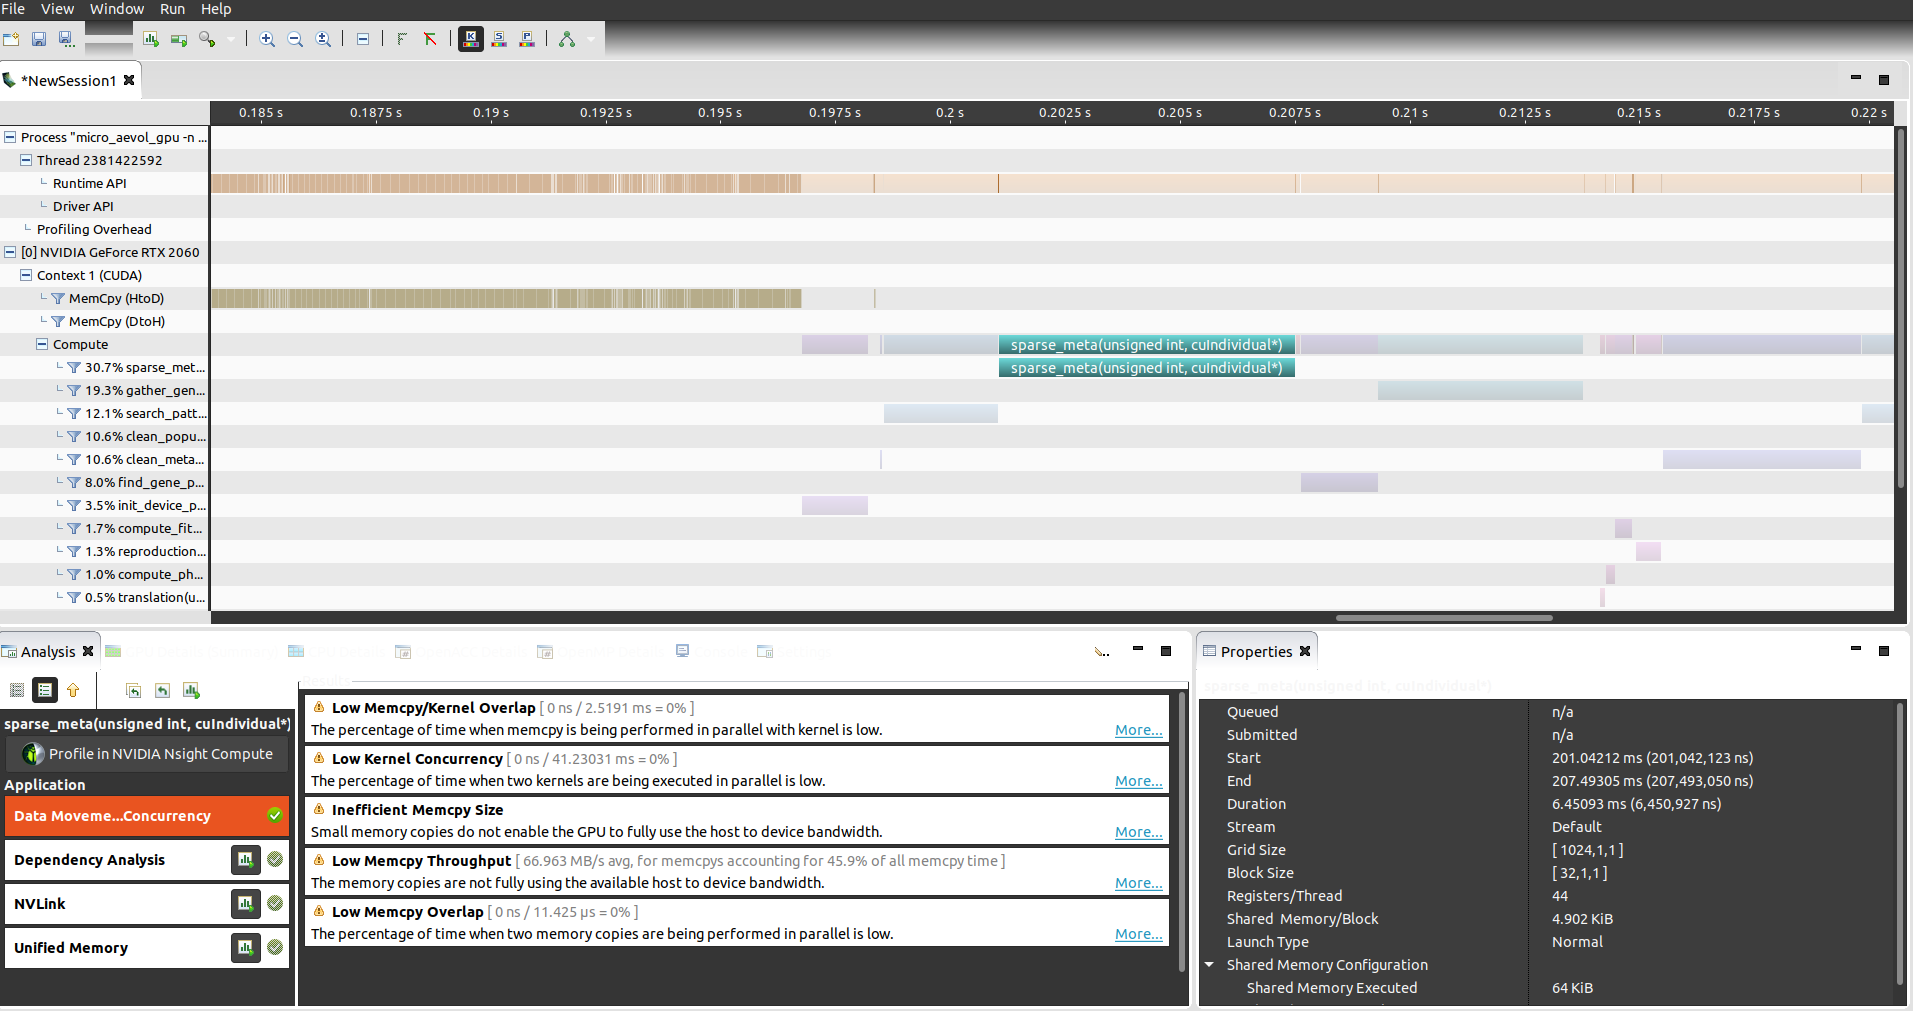 File View Window Run Help
*NewSession1
0.185 s 0.1875 s 0.19 s 0.1925 s 0.195 s 0.1975 s 0.2 s 0.2025 s 0.205 s 0.2075 s 0.21 s 0.2125 s 0.215 s 0.2175 s 0.22 s
Process "micro_aevol_gpu -n ...
Thread 2381422592
Runtime API
Driver API
Profiling Overhead
[0] NVIDIA GeForce RTX 2060
Context 1 (CUDA)
MemCpy (HtoD)
MemCpy (DtoH)
Compute
sparse_meta(unsigned int, cuIndividual*)
30.7% sparse_met...
sparse_meta(unsigned int, cuIndividual*)
19.3% gather_gen...
12.1% search_patt...
10.6% clean_popu...
10.6% clean_meta...
8.0% find_gene_p...
3.5% init_device_p...
1.7% compute_fit...
1.3% reproduction...
1.0% compute_ph...
0.5% translation(u...
Analysis
sparse_meta(unsigned int, cuIndividual*)
Profile in NVIDIA Nsight Compute
Application
Data Moveme...Concurrency
Dependency Analysis
NVLink
Unified Memory
Results
Low Memcpy/Kernel Overlap [ 0 ns / 2.5191 ms = 0% ]
The percentage of time when memcpy is being performed in parallel with kernel is low.
More...
Low Kernel Concurrency [ 0 ns / 41.23031 ms = 0% ]
The percentage of time when two kernels are being executed in parallel is low.
More...
Inefficient Memcpy Size
Small memory copies do not enable the GPU to fully use the host to device bandwidth.
More...
Low Memcpy Throughput [ 66.963 MB/s avg, for memcpys accounting for 45.9% of all memcpy time ]
The memory copies are not fully using the available host to device bandwidth.
More...
Low Memcpy Overlap [ 0 ns / 11.425 µs = 0% ]
The percentage of time when two memory copies are being performed in parallel is low.
More...
Properties
sparse_meta(unsigned int, cuIndividual*)
Queued n/a
Submitted n/a
Start 201.04212 ms (201,042,123 ns)
End 207.49305 ms (207,493,050 ns)
Duration 6.45093 ms (6,450,927 ns)
Stream Default
Grid Size [ 1024,1,1 ]
Block Size [ 32,1,1 ]
Registers/Thread 44
Shared Memory/Block 4.902 KiB
Launch Type Normal
Shared Memory Configuration
Shared Memory Executed 64 KiB